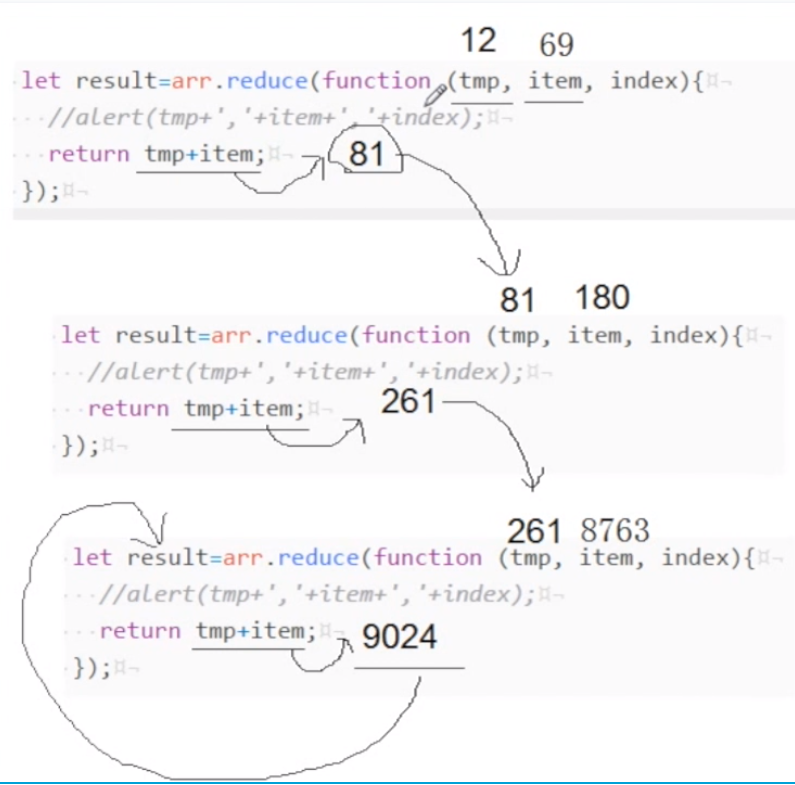 12 69
let result=arr.reduce(function (tmp, item, index){
//alert(tmp+','+item+','+index);
return tmp+item; 81
});
81 180
let result=arr.reduce(function (tmp, item, index){
//alert(tmp+','+item+','+index);
return tmp+item; 261
});
261 8763
let result=arr.reduce(function (tmp, item, index){
//alert(tmp+','+item+','+index);
return tmp+item; 9024
});